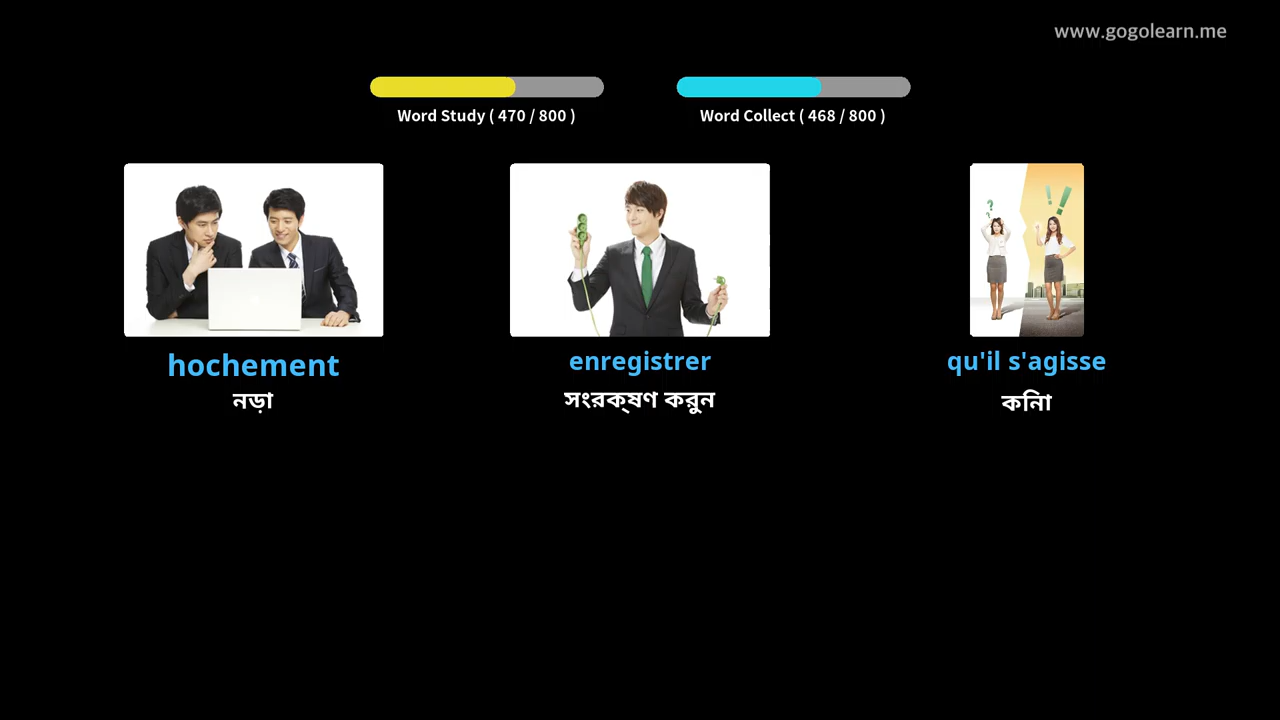 www.gogolearn.me
Word Study ( 470 / 800 )
Word Collect ( 468 / 800 )
hochement
নড়া
enregistrer
সংরক্ষণ করুন
qu'il s'agisse
কিনা